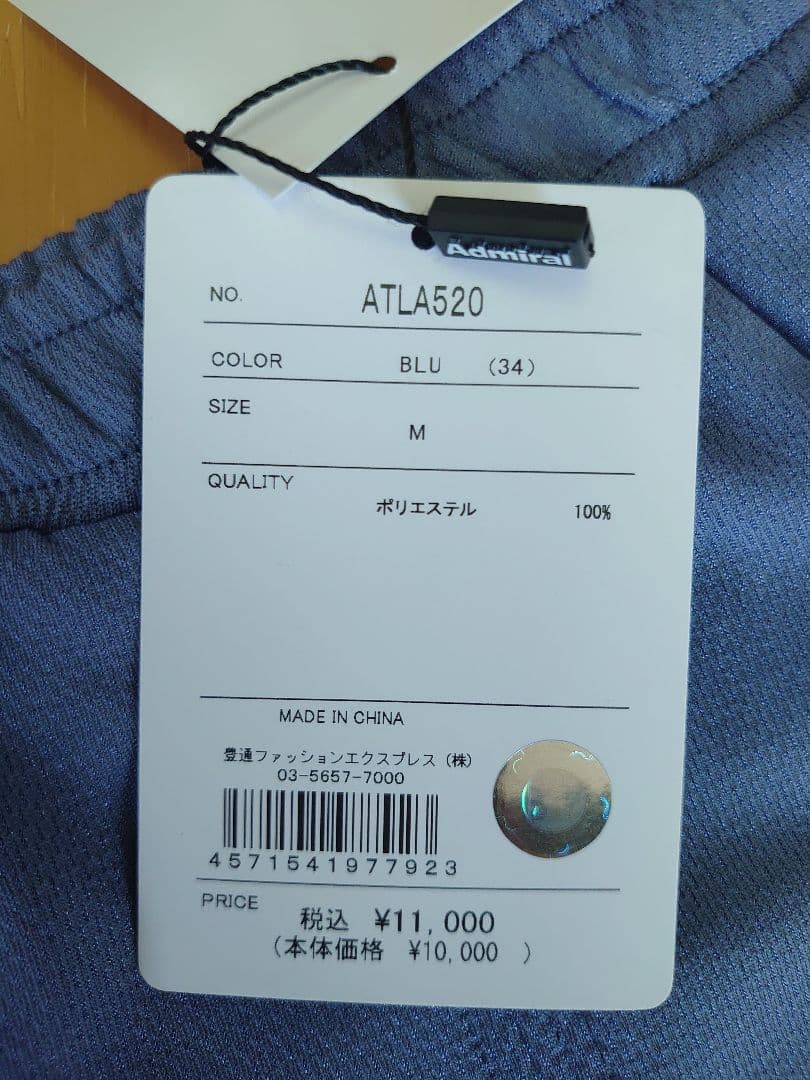 Admiral
NO. ATLA520
COLOR BLU (34)
SIZE
M
QUALITY
ポリエステル 100%
MADE IN CHINA
豊通ファッションエクスプレス（株）
03-5657-7000
4571541977923
PRICE
税込 ¥11,000
（本体価格 ¥10,000 ）